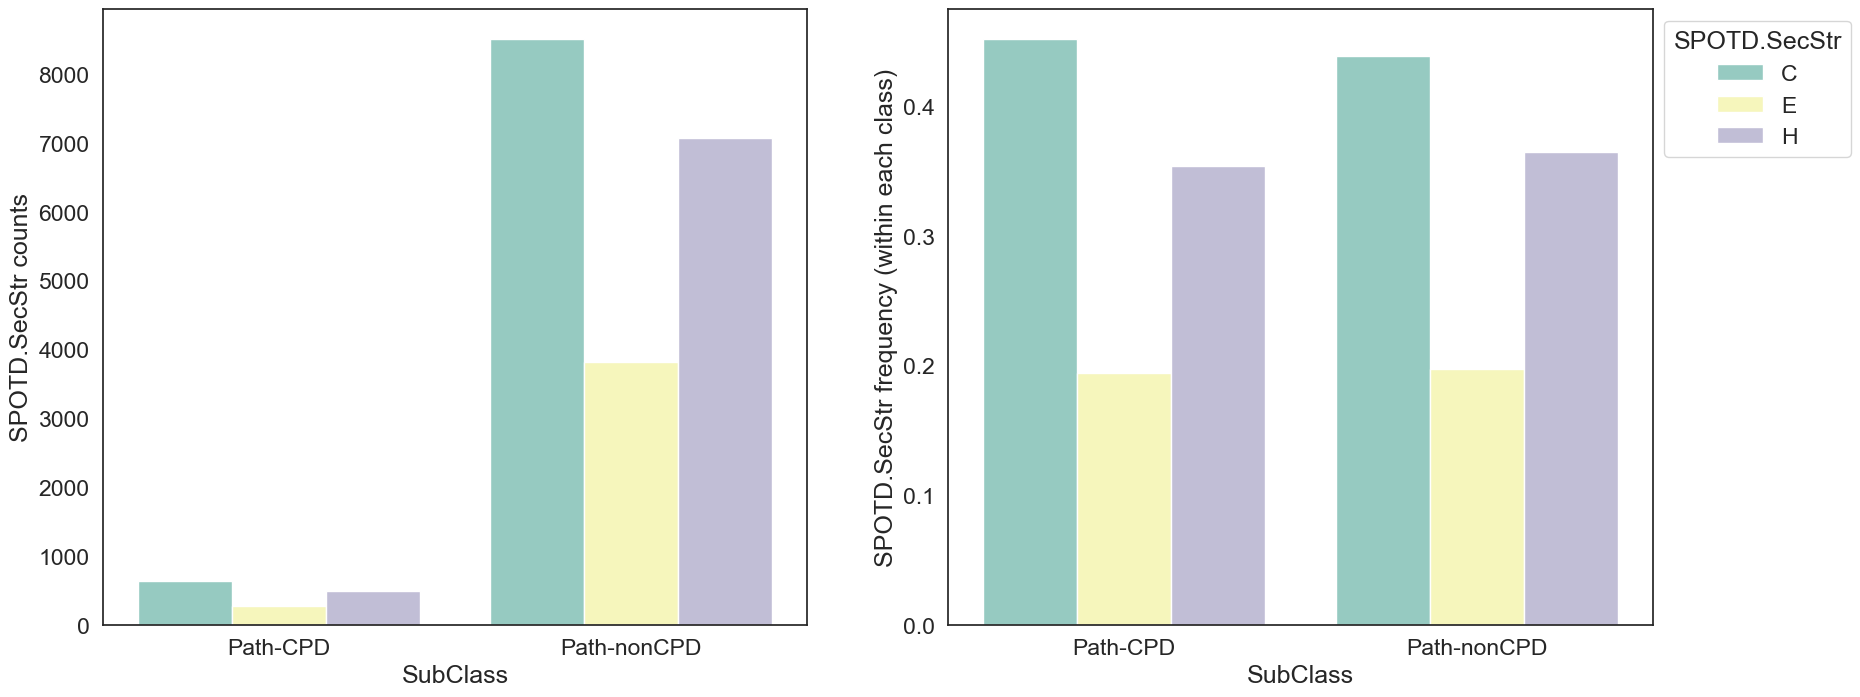 SPOTD.SecStr counts
8000
7000
6000
5000
4000
3000
2000
1000
0
Path-CPD
Path-nonCPD
SubClass
SPOTD.SecStr frequency (within each class)
0.4
0.3
0.2
0.1
0.0
Path-CPD
Path-nonCPD
SubClass
SPOTD.SecStr
C
E
H